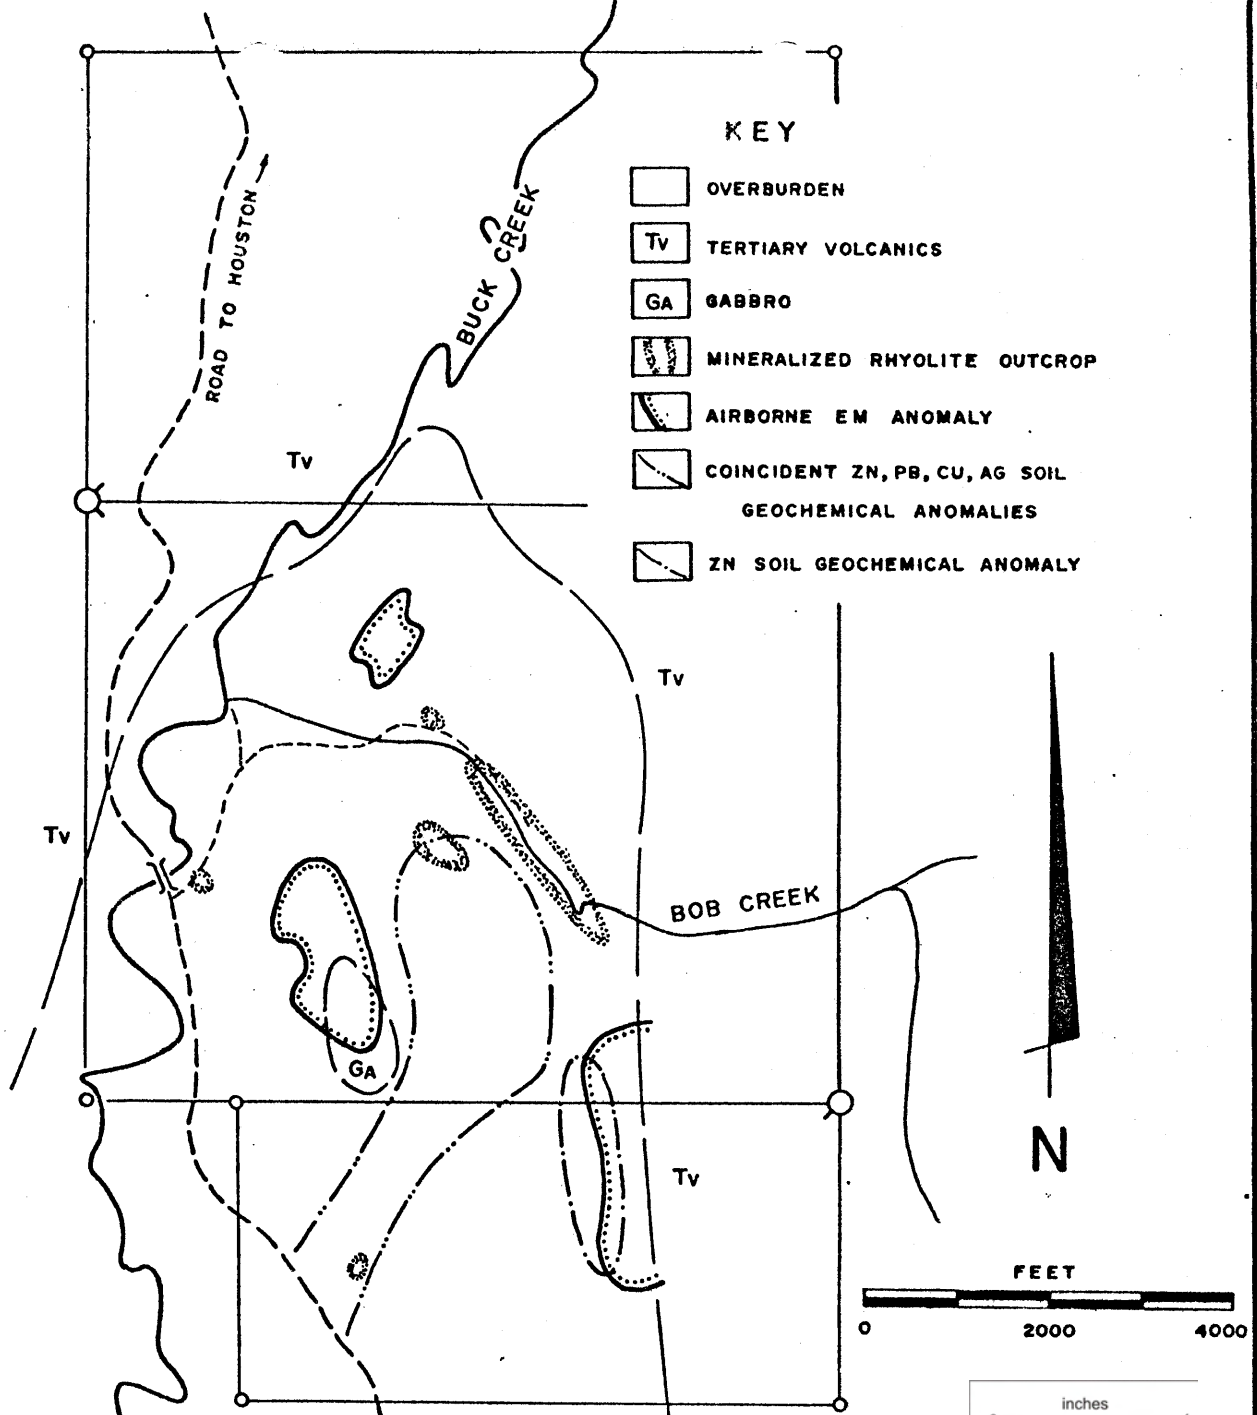 KEY
OVERBURDEN
Tv TERTIARY VOLCANICS
GA GABBRO
MINERALIZED RHYOLITE OUTCROP
AIRBORNE EM ANOMALY
COINCIDENT ZN, PB, CU, AG SOIL
GEOCHEMICAL ANOMALIES
ZN SOIL GEOCHEMICAL ANOMALY
ROAD TO HOUSTON
BUCK CREEK
Tv
Tv
Tv
BOB CREEK
GA
Tv
N
FEET
0 2000 4000
inches